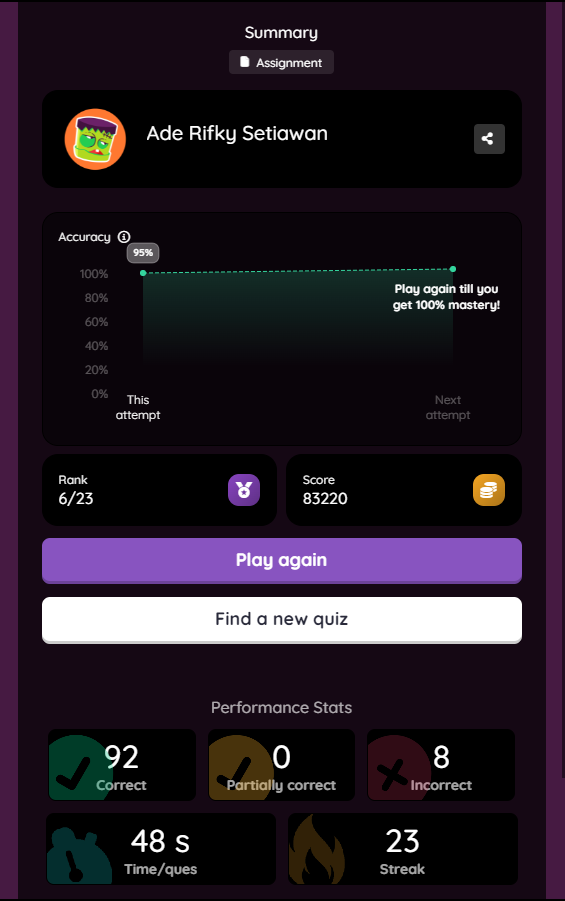 Summary
Assignment
Ade Rifky Setiawan
Accuracy
95%
100%
80%
60%
40%
20%
0%
Play again till you
get 100% mastery!
This
attempt
Next
attempt
Rank
6/23
Score
83220
Play again
Find a new quiz
Performance Stats
92
Correct
0
Partially correct
8
Incorrect
48 s
Time/ques
23
Streak